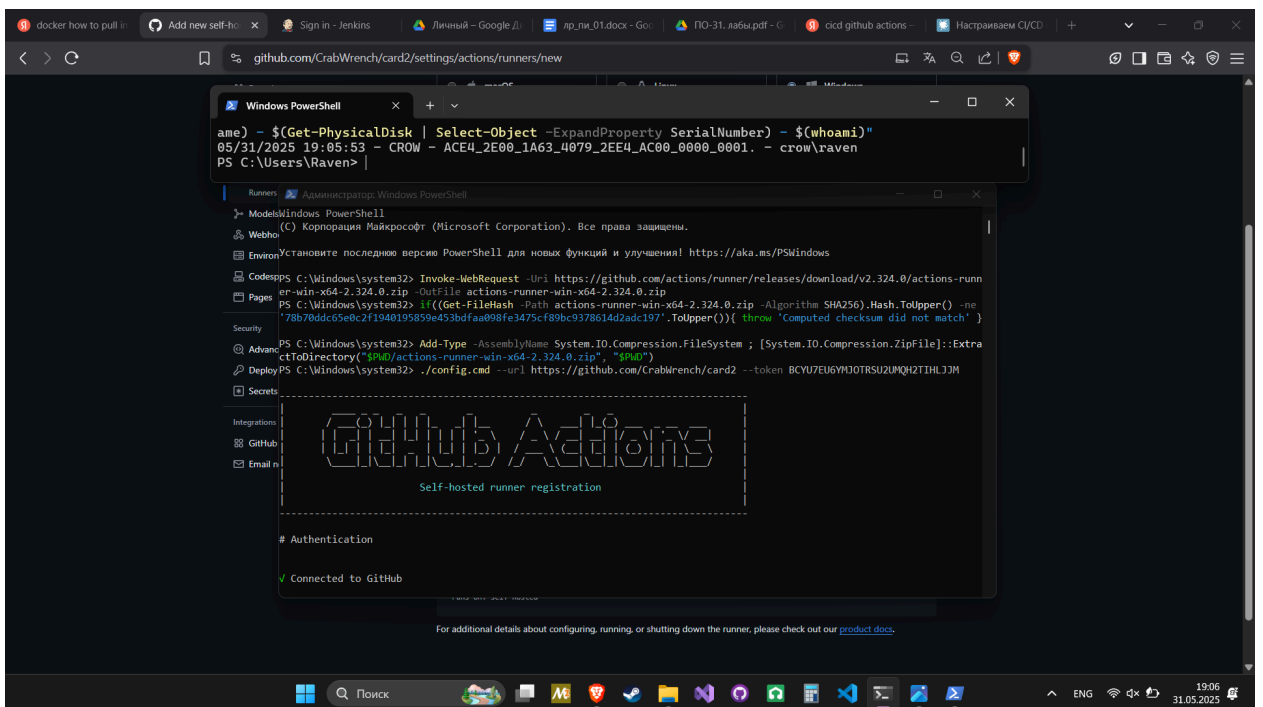 docker how to pull in
Add new self-ho
Sign in - Jenkins
Личный – Google Д
лр_пи_01.docx - Goo
ПО-31. лабы.pdf - G
cicd github actions –
Настраиваем CI/CD
github.com/CrabWrench/card2/settings/actions/runners/new
macOS
Linux
Windows
Windows PowerShell
ame) - $(Get-PhysicalDisk | Select-Object -ExpandProperty SerialNumber) - $(whoami)"
05/31/2025 19:05:53 - CROW - ACE4_2E00_1A63_4079_2EE4_AC00_0000_0001. - crow\raven
PS C:\Users\Raven>
Runners
Models
Webho
Environ
Codesp
Pages
Security
Advanc
Deploy
Secrets
Integrations
GitHub
Email n
Администратор: Windows PowerShell
Windows PowerShell
(C) Корпорация Майкрософт (Microsoft Corporation). Все права защищены.
Установите последнюю версию PowerShell для новых функций и улучшения! https://aka.ms/PSWindows
PS C:\Windows\system32> Invoke-WebRequest -Uri https://github.com/actions/runner/releases/download/v2.324.0/actions-runn
er-win-x64-2.324.0.zip -OutFile actions-runner-win-x64-2.324.0.zip
PS C:\Windows\system32> if((Get-FileHash -Path actions-runner-win-x64-2.324.0.zip -Algorithm SHA256).Hash.ToUpper() -ne
'78b70ddc65e0c2f1940195859e453bdfaa098fe3475cf89bc9378614d2adc197'.ToUpper()){ throw 'Computed checksum did not match' }
PS C:\Windows\system32> Add-Type -AssemblyName System.IO.Compression.FileSystem ; [System.IO.Compression.ZipFile]::Extra
ctToDirectory("$PWD/actions-runner-win-x64-2.324.0.zip", "$PWD")
PS C:\Windows\system32> ./config.cmd --url https://github.com/CrabWrench/card2 --token BCYU7EU6YMJOTRSU2UMQH2TIHLJJM
GitHub Actions
Self-hosted runner registration
# Authentication
√ Connected to GitHub
For additional details about configuring, running, or shutting down the runner, please check out our product docs.
Поиск
ENG
19:06
31.05.2025